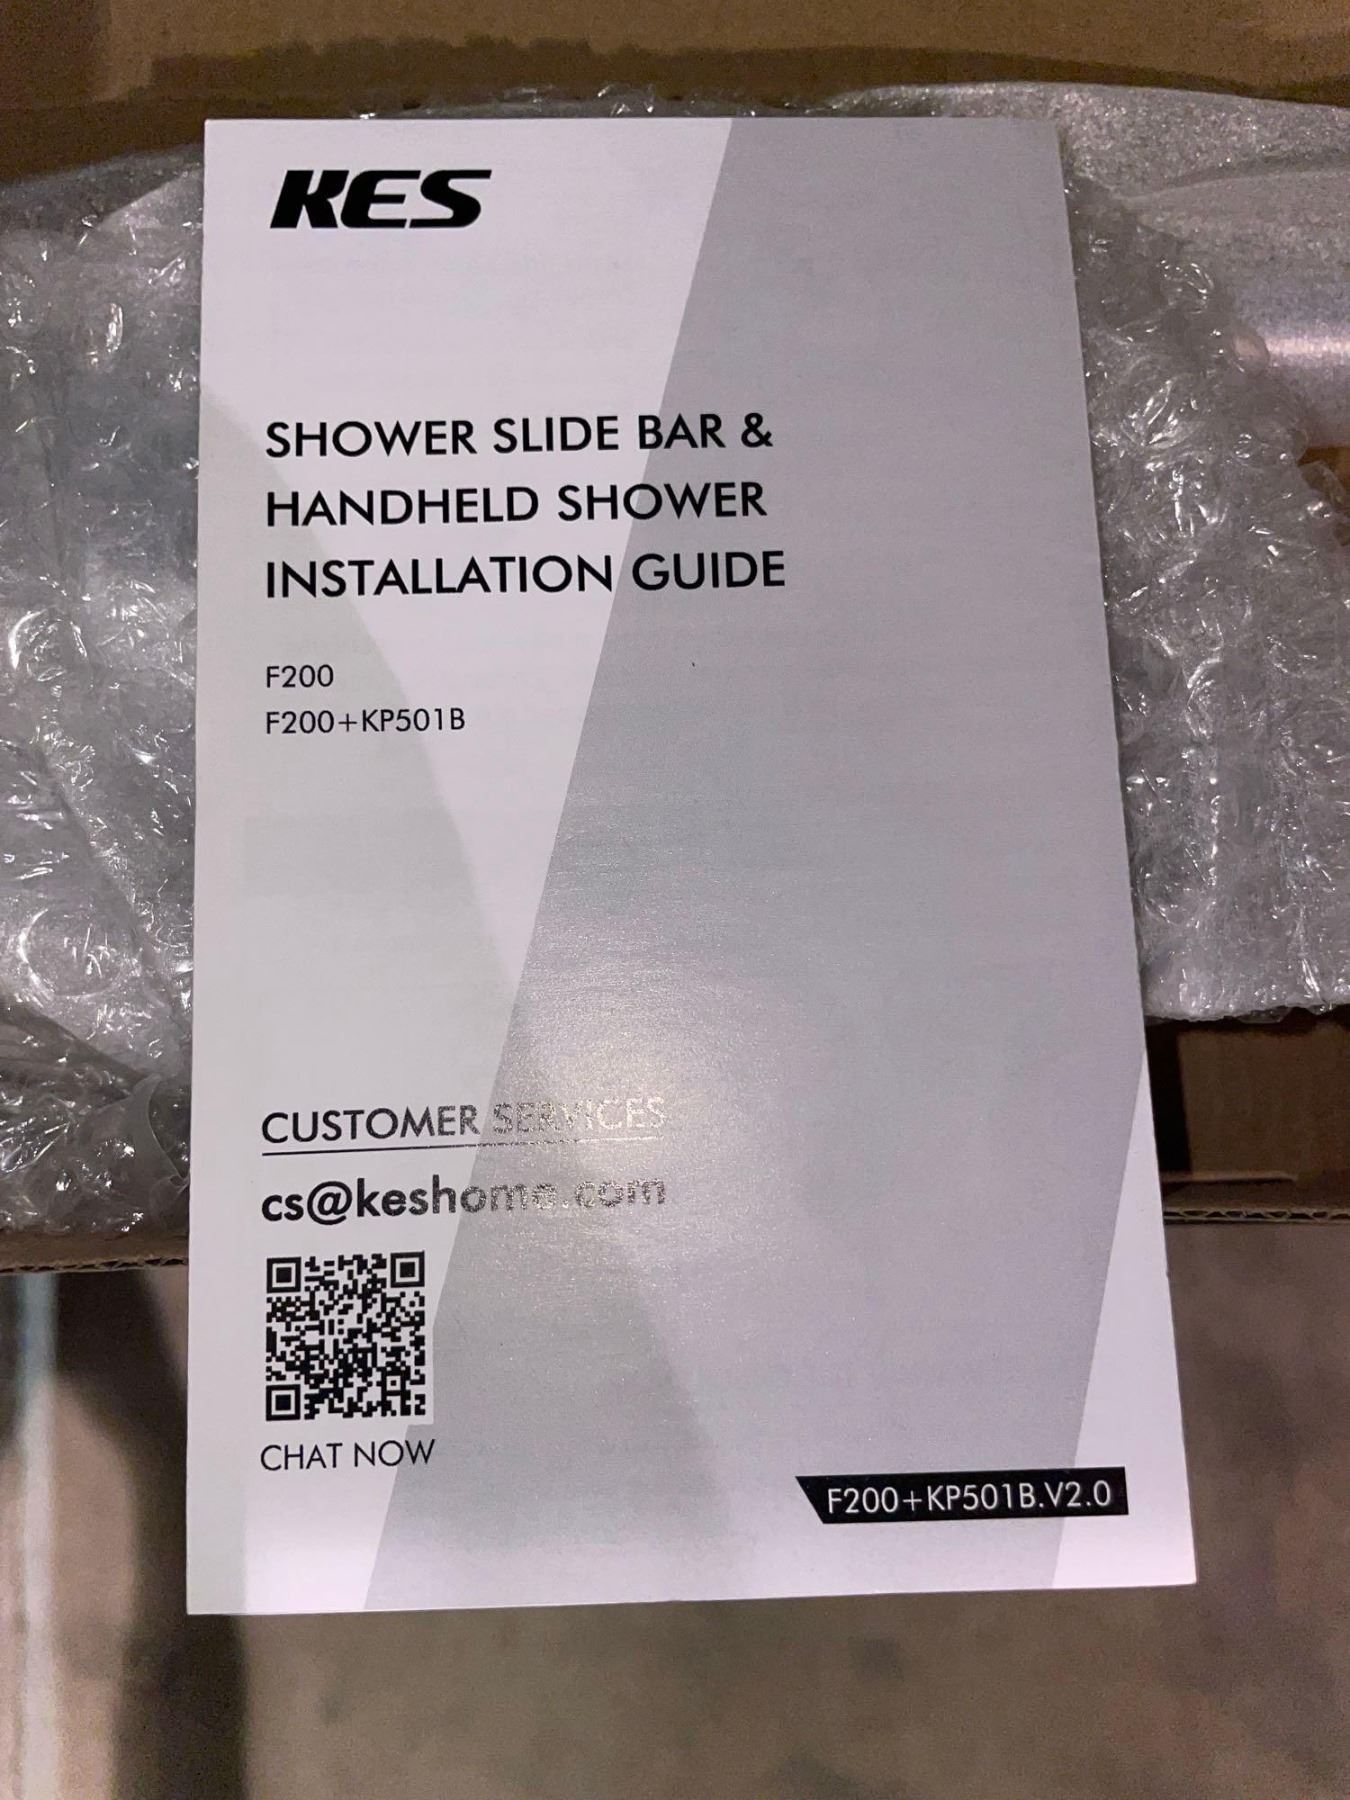 KES
SHOWER SLIDE BAR &
HANDHELD SHOWER
INSTALLATION GUIDE
F200
F200+KP501B
CUSTOMER SERVICES
cs@keshome.com
CHAT NOW
F200+KP501B.V2.0